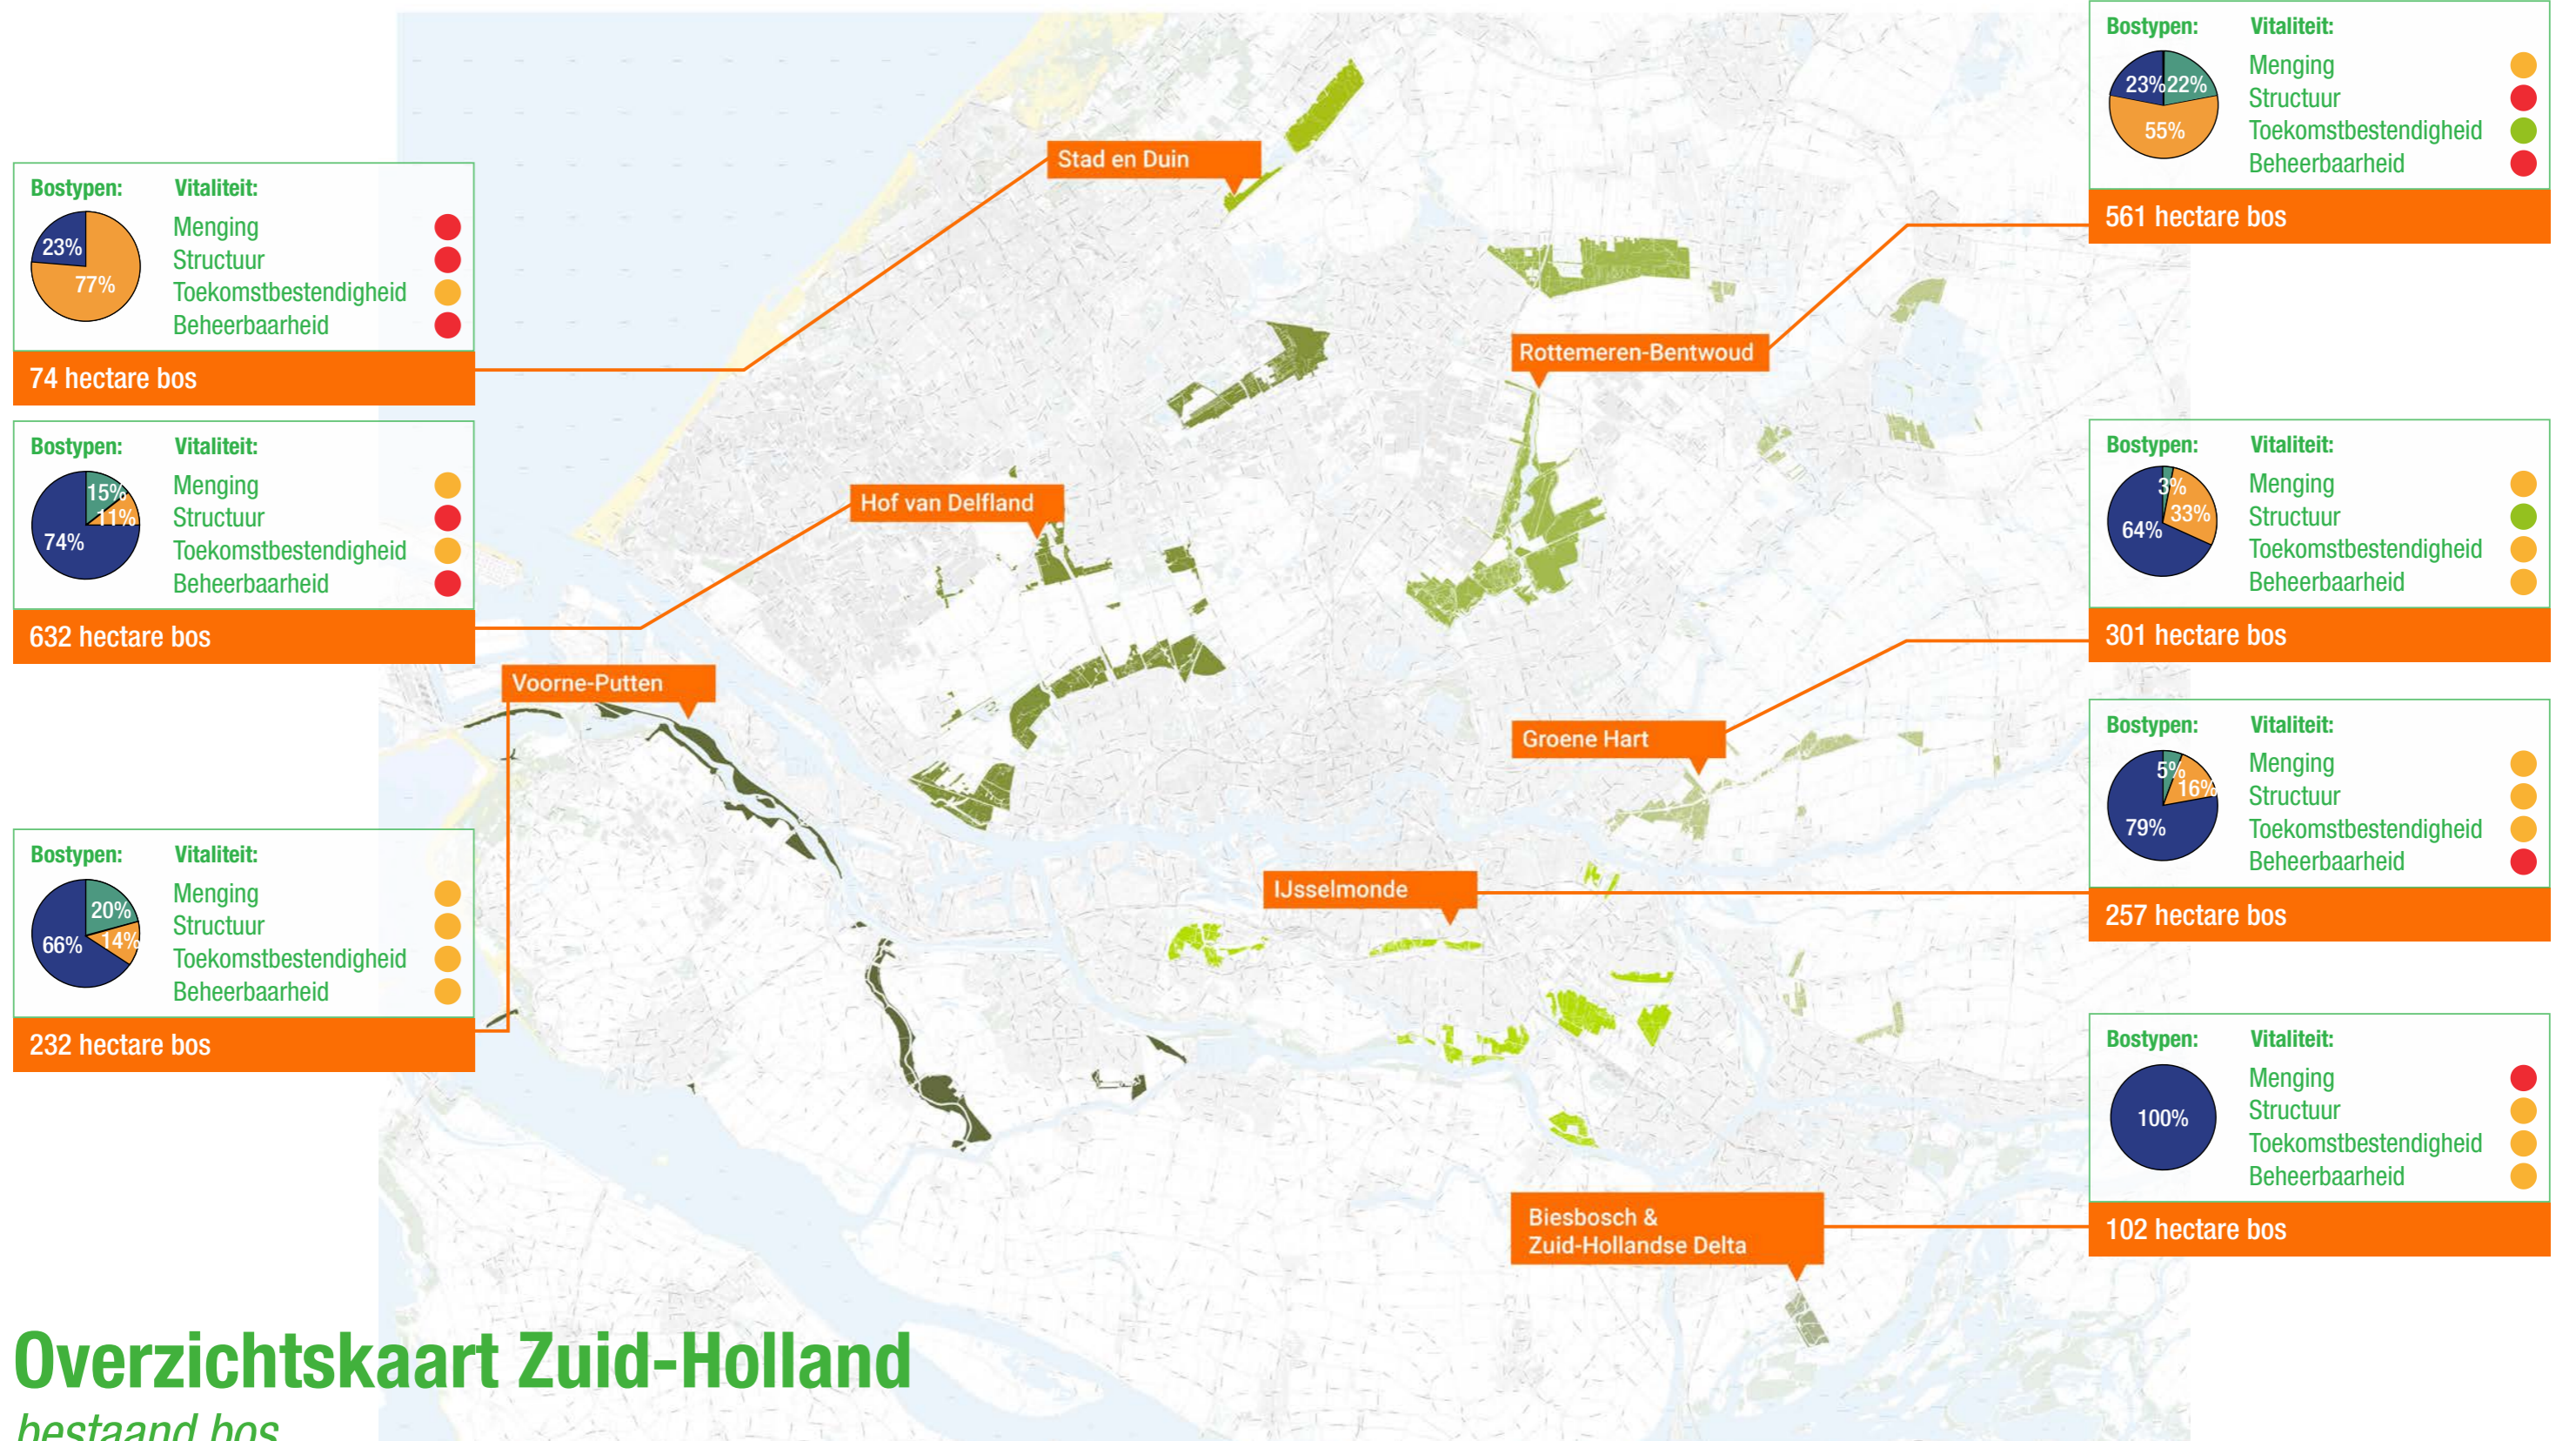 Bostypen: Vitaliteit:
23%
77%
Menging
Structuur
Toekomstbestendigheid
Beheerbaarheid
74 hectare bos
Bostypen: Vitaliteit:
15%
11%
74%
Menging
Structuur
Toekomstbestendigheid
Beheerbaarheid
632 hectare bos
Bostypen: Vitaliteit:
20%
14%
66%
Menging
Structuur
Toekomstbestendigheid
Beheerbaarheid
232 hectare bos
Stad en Duin
Rottemeren-Bentwoud
Hof van Delfland
Voorne-Putten
Groene Hart
IJsselmonde
Biesbosch &
Zuid-Hollandse Delta
Bostypen: Vitaliteit:
23% 22%
55%
Menging
Structuur
Toekomstbestendigheid
Beheerbaarheid
561 hectare bos
Bostypen: Vitaliteit:
3%
33%
64%
Menging
Structuur
Toekomstbestendigheid
Beheerbaarheid
301 hectare bos
Bostypen: Vitaliteit:
5%
16%
79%
Menging
Structuur
Toekomstbestendigheid
Beheerbaarheid
257 hectare bos
Bostypen: Vitaliteit:
100%
Menging
Structuur
Toekomstbestendigheid
Beheerbaarheid
102 hectare bos
Overzichtskaart Zuid-Holland
bestaand bos